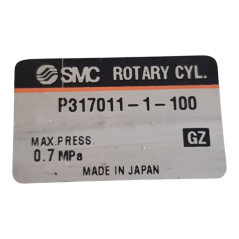 SMC ROTARY CYL.
P317011-1-100
MAX.PRESS.
0.7 MPa
GZ
MADE IN JAPAN